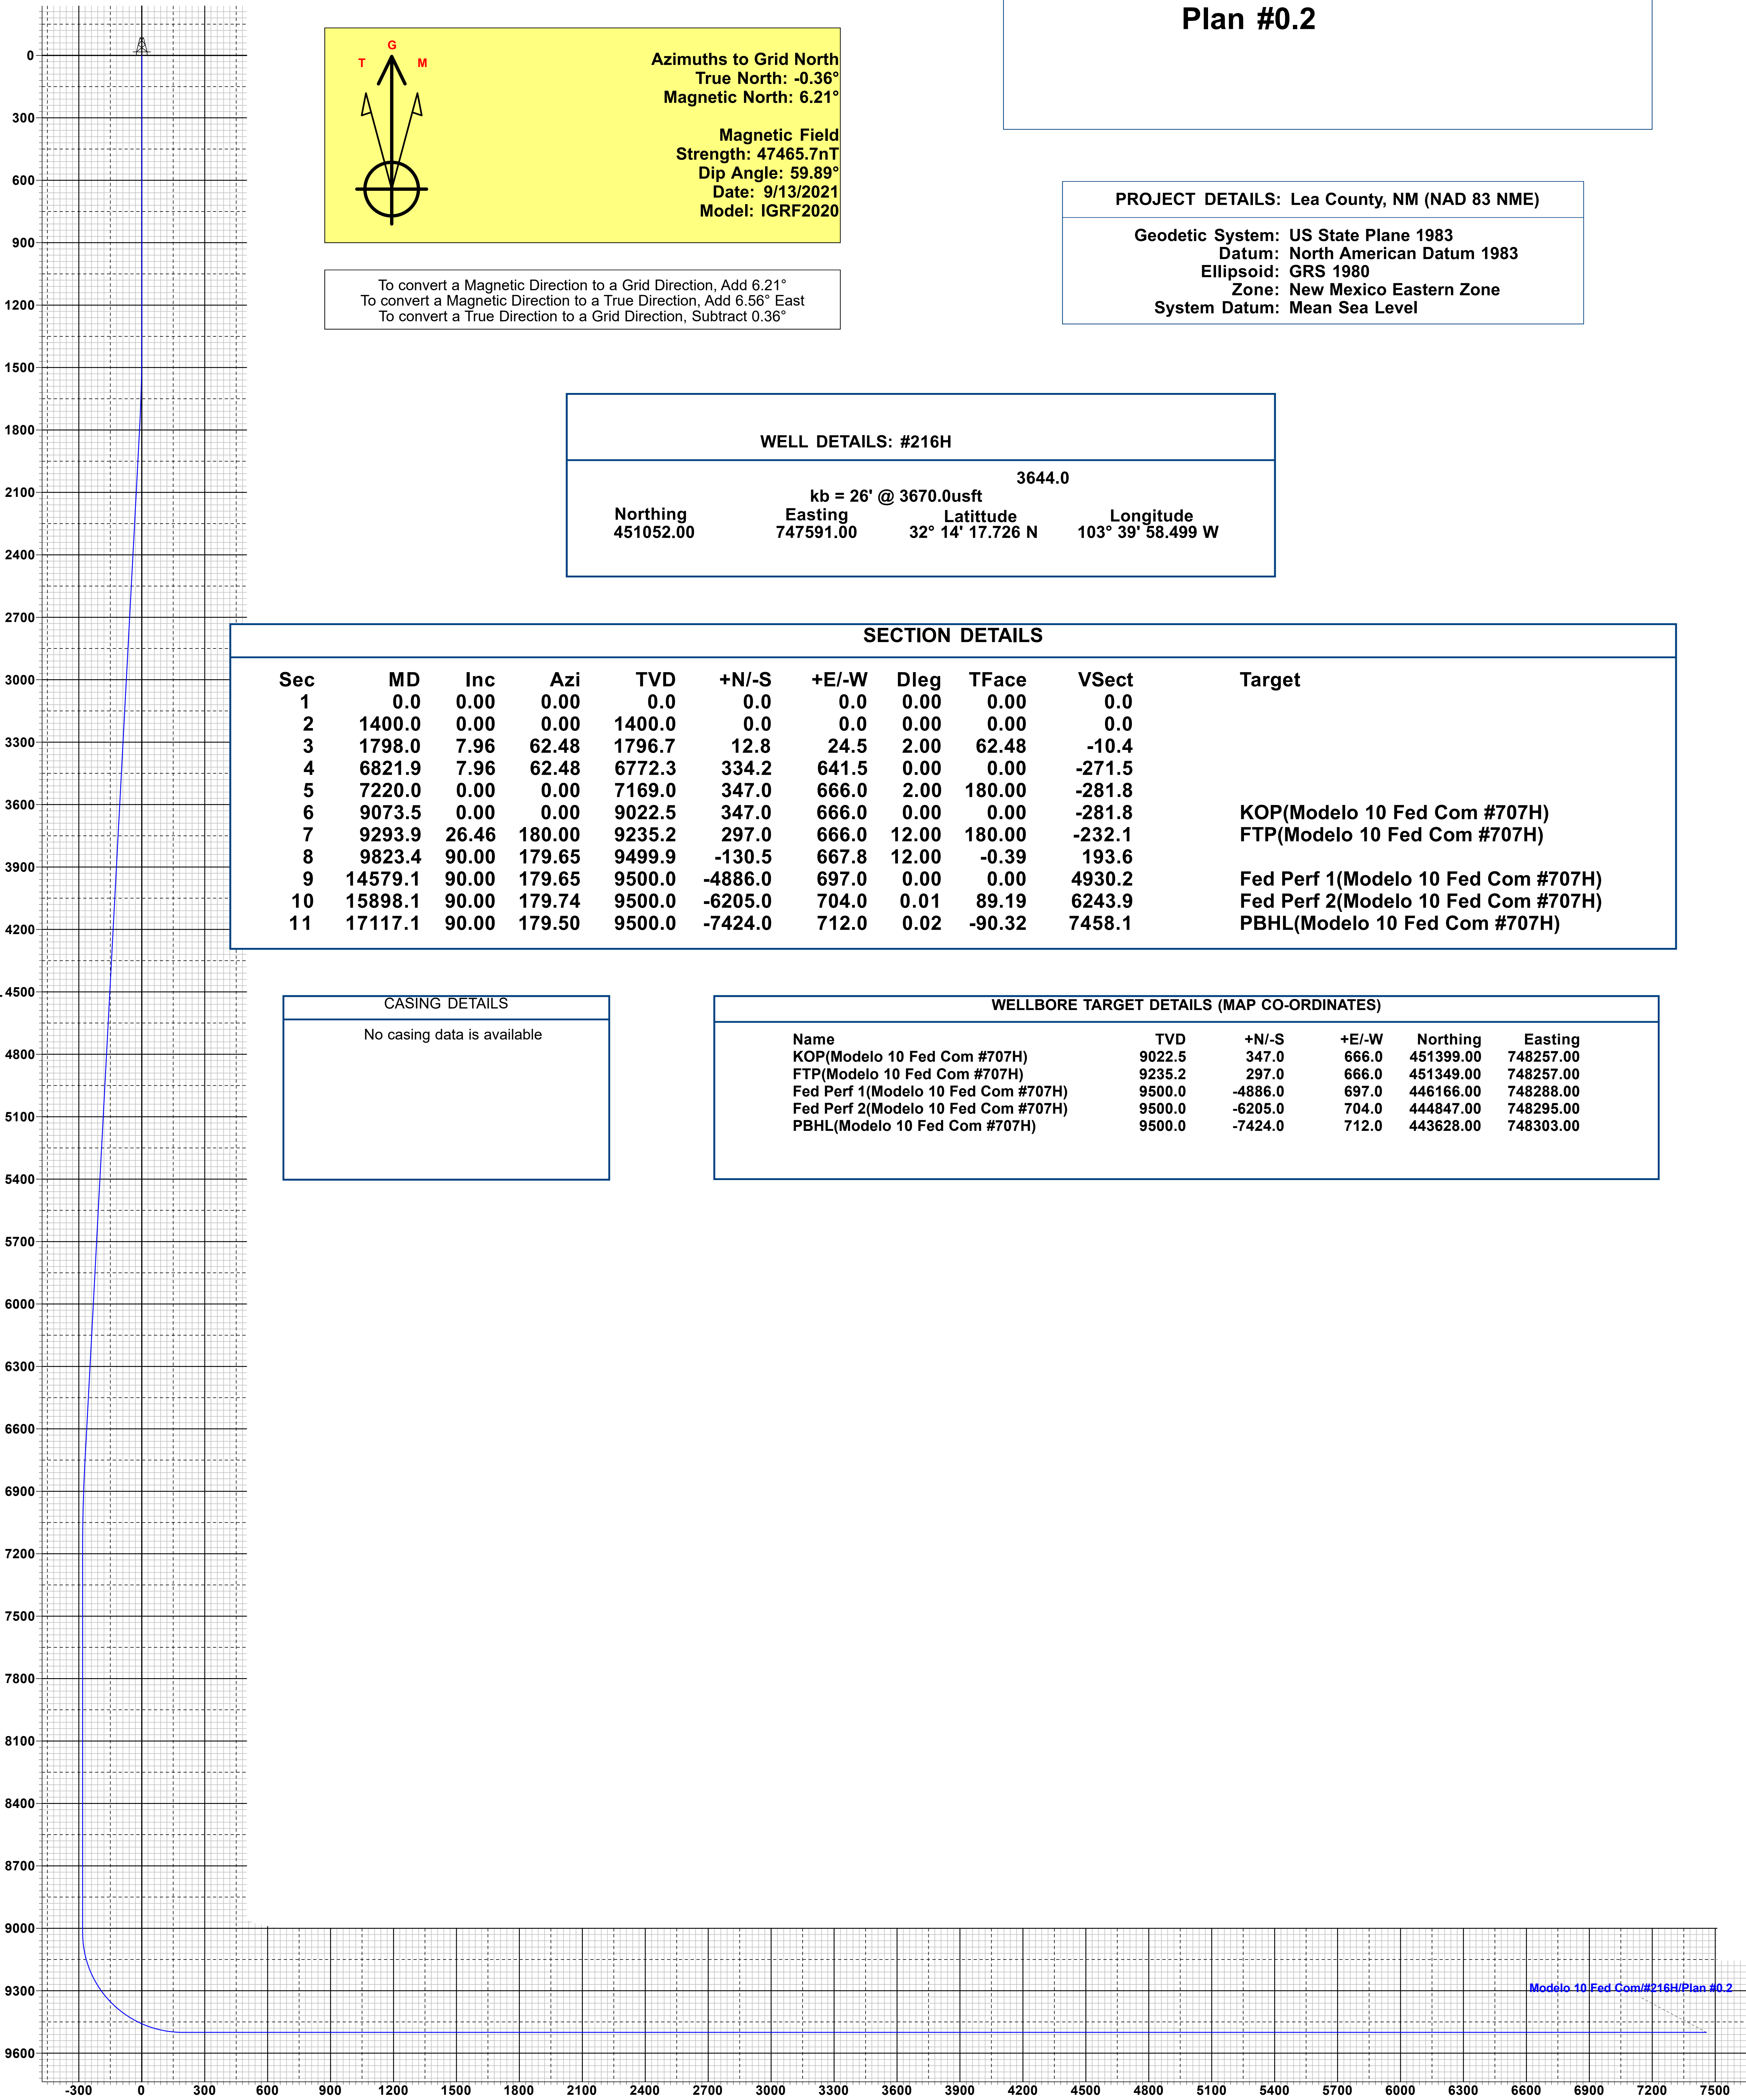 Plan #0.2
G
T M
Azimuths to Grid North
True North: -0.36°
Magnetic North: 6.21°
Magnetic Field
Strength: 47465.7nT
Dip Angle: 59.89°
Date: 9/13/2021
Model: IGRF2020
To convert a Magnetic Direction to a Grid Direction, Add 6.21°
To convert a Magnetic Direction to a True Direction, Add 6.56° East
To convert a True Direction to a Grid Direction, Subtract 0.36°
PROJECT DETAILS: Lea County, NM (NAD 83 NME)
Geodetic System: US State Plane 1983
Datum: North American Datum 1983
Ellipsoid: GRS 1980
Zone: New Mexico Eastern Zone
System Datum: Mean Sea Level
WELL DETAILS: #216H
3644.0
kb = 26' @ 3670.0usft
Northing Easting Latittude Longitude
451052.00 747591.00 32° 14' 17.726 N 103° 39' 58.499 W
SECTION DETAILS
Sec MD Inc Azi TVD +N/-S +E/-W Dleg TFace VSect Target
1 0.0 0.00 0.00 0.0 0.0 0.0 0.00 0.00 0.0
2 1400.0 0.00 0.00 1400.0 0.0 0.0 0.00 0.00 0.0
3 1798.0 7.96 62.48 1796.7 12.8 24.5 2.00 62.48 -10.4
4 6821.9 7.96 62.48 6772.3 334.2 641.5 0.00 0.00 -271.5
5 7220.0 0.00 0.00 7169.0 347.0 666.0 2.00 180.00 -281.8
6 9073.5 0.00 0.00 9022.5 347.0 666.0 0.00 0.00 -281.8 KOP(Modelo 10 Fed Com #707H)
7 9293.9 26.46 180.00 9235.2 297.0 666.0 12.00 180.00 -232.1 FTP(Modelo 10 Fed Com #707H)
8 9823.4 90.00 179.65 9499.9 -130.5 667.8 12.00 -0.39 193.6
9 14579.1 90.00 179.65 9500.0 -4886.0 697.0 0.00 0.00 4930.2 Fed Perf 1(Modelo 10 Fed Com #707H)
10 15898.1 90.00 179.74 9500.0 -6205.0 704.0 0.01 89.19 6243.9 Fed Perf 2(Modelo 10 Fed Com #707H)
11 17117.1 90.00 179.50 9500.0 -7424.0 712.0 0.02 -90.32 7458.1 PBHL(Modelo 10 Fed Com #707H)
CASING DETAILS
No casing data is available
WELLBORE TARGET DETAILS (MAP CO-ORDINATES)
Name TVD +N/-S +E/-W Northing Easting
KOP(Modelo 10 Fed Com #707H) 9022.5 347.0 666.0 451399.00 748257.00
FTP(Modelo 10 Fed Com #707H) 9235.2 297.0 666.0 451349.00 748257.00
Fed Perf 1(Modelo 10 Fed Com #707H) 9500.0 -4886.0 697.0 446166.00 748288.00
Fed Perf 2(Modelo 10 Fed Com #707H) 9500.0 -6205.0 704.0 444847.00 748295.00
PBHL(Modelo 10 Fed Com #707H) 9500.0 -7424.0 712.0 443628.00 748303.00
0
300
600
900
1200
1500
1800
2100
2400
2700
3000
3300
3600
3900
4200
4500
4800
5100
5400
5700
6000
6300
6600
6900
7200
7500
7800
8100
8400
8700
9000
9300
9600
Modelo 10 Fed Com/#216H/Plan #0.2
-300 0 300 600 900 1200 1500 1800 2100 2400 2700 3000 3300 3600 3900 4200 4500 4800 5100 5400 5700 6000 6300 6600 6900 7200 7500